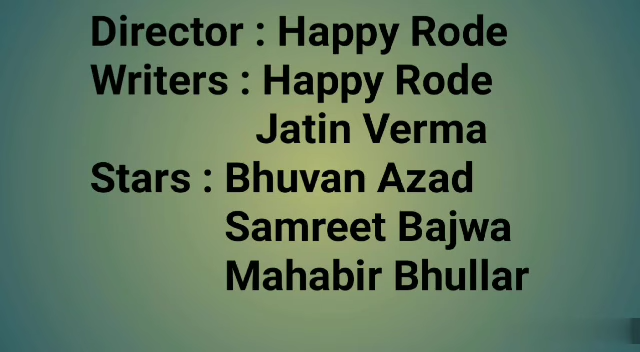 Director : Happy Rode
Writers : Happy Rode
Jatin Verma
Stars : Bhuvan Azad
Samreet Bajwa
Mahabir Bhullar